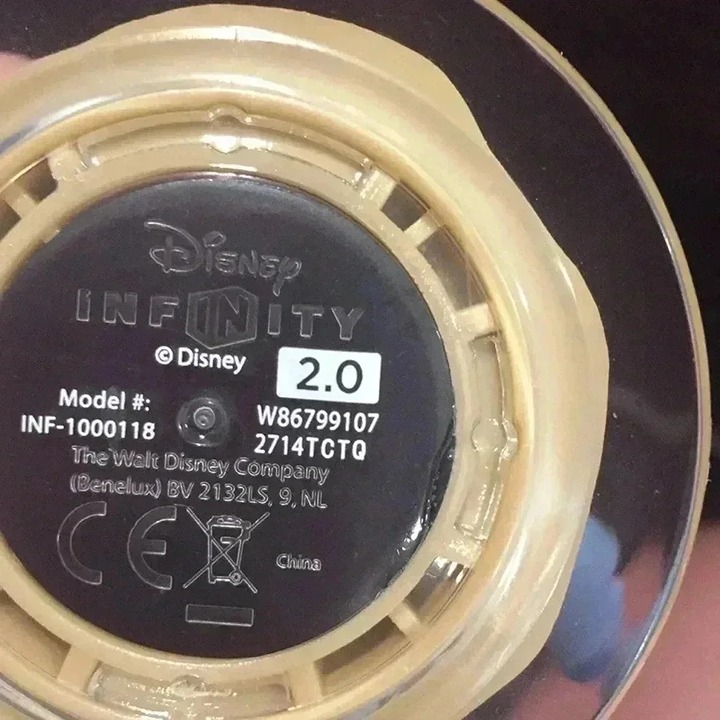 Disney
INFINITY
© Disney
2.0
Model #:
INF-1000118
W86799107
2714TCTQ
The Walt Disney Company
(Benelux) BV 2132LS, 9, NL
CE
China